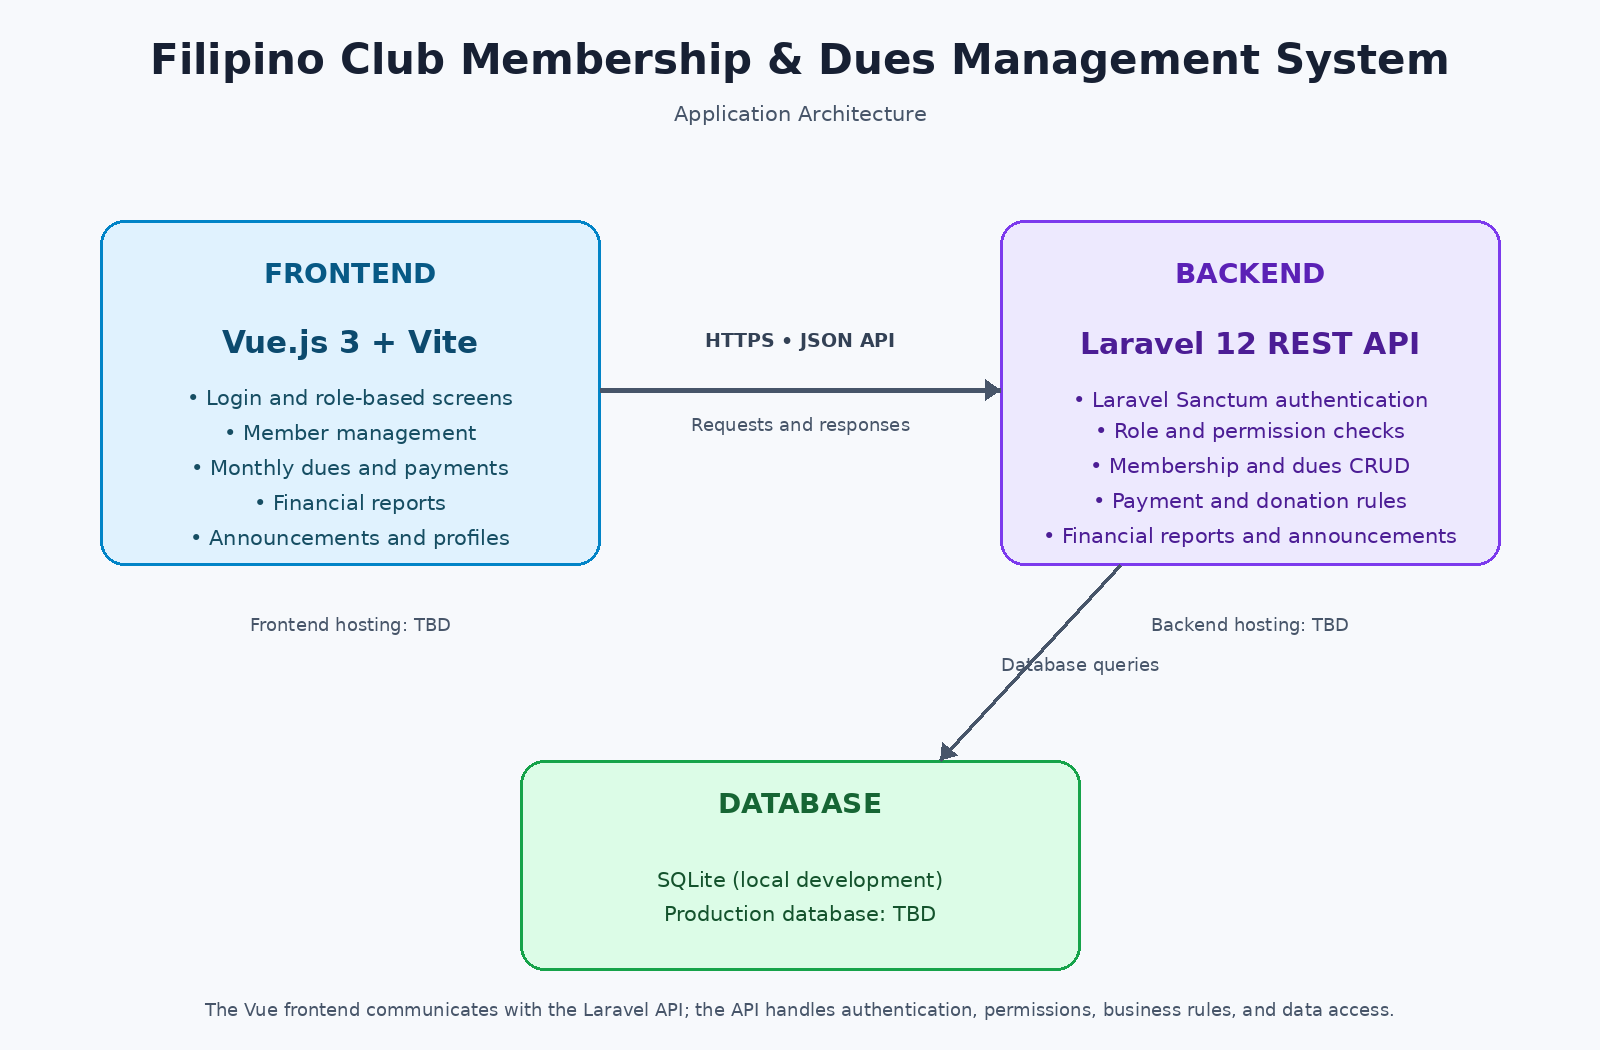 Filipino Club Membership & Dues Management System
Application Architecture
FRONTEND
Vue.js 3 + Vite
• Login and role-based screens
• Member management
• Monthly dues and payments
• Financial reports
• Announcements and profiles
Frontend hosting: TBD
HTTPS • JSON API
Requests and responses
BACKEND
Laravel 12 REST API
• Laravel Sanctum authentication
• Role and permission checks
• Membership and dues CRUD
• Payment and donation rules
• Financial reports and announcements
Backend hosting: TBD
Database queries
DATABASE
SQLite (local development)
Production database: TBD
The Vue frontend communicates with the Laravel API; the API handles authentication, permissions, business rules, and data access.